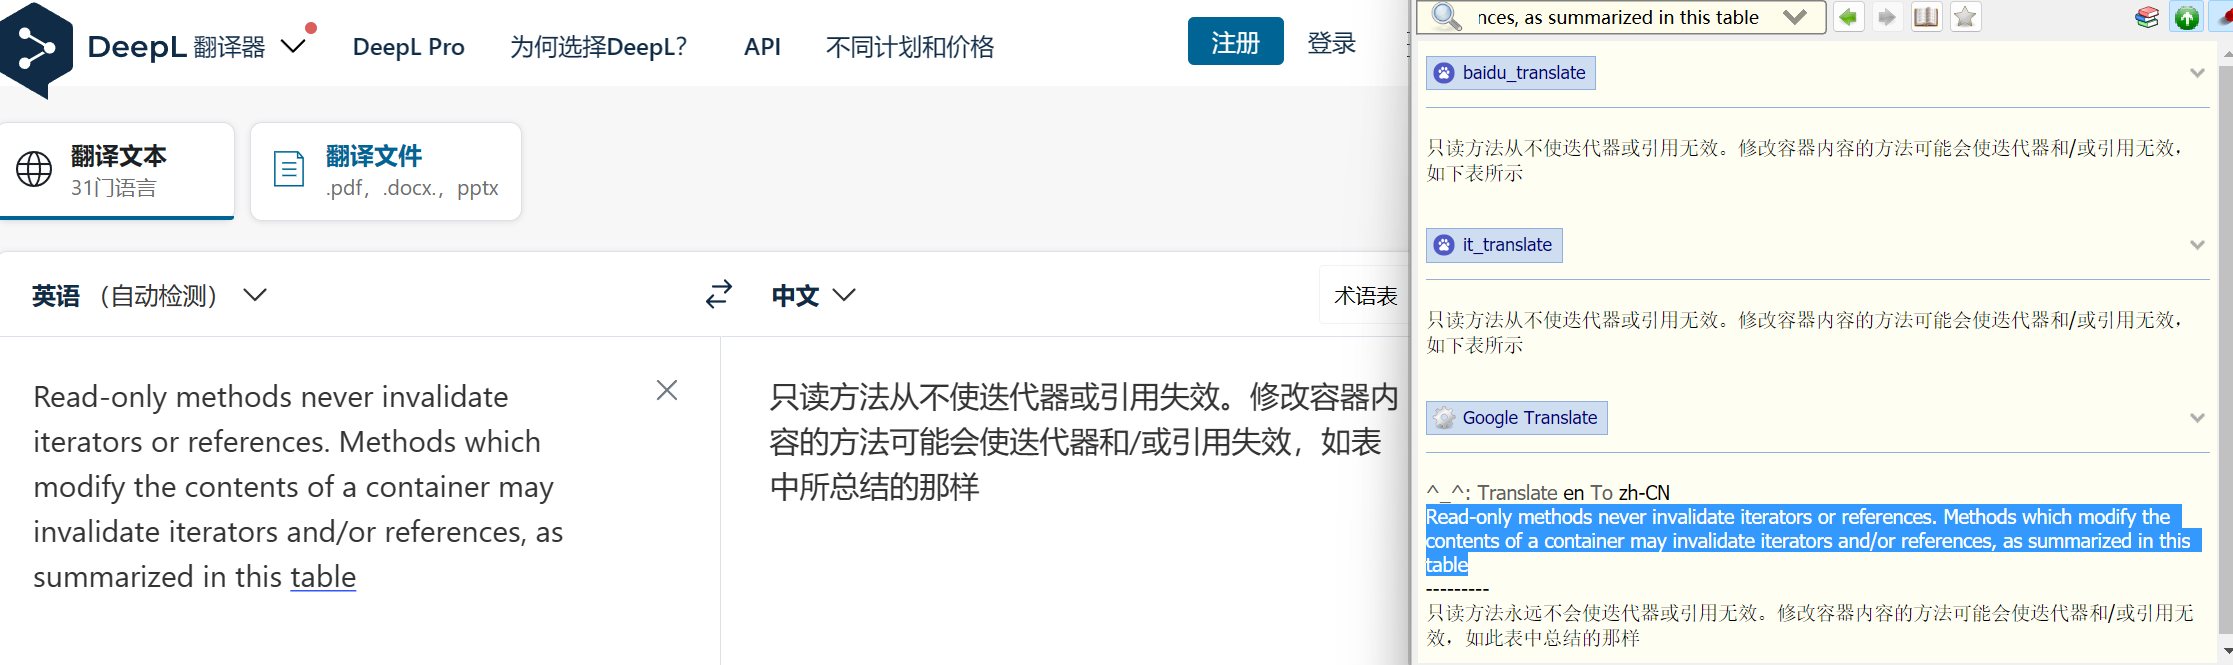 DeepL 翻译器
DeepL Pro
为何选择DeepL？
API
不同计划和价格
注册
登录
翻译文本
31门语言
翻译文件
.pdf，.docx.，pptx
英语 （自动检测）
中文
术语表
Read-only methods never invalidate
iterators or references. Methods which
modify the contents of a container may
invalidate iterators and/or references, as
summarized in this table
只读方法从不使迭代器或引用失效。修改容器内
容的方法可能会使迭代器和/或引用失效，如表
中所总结的那样
nces, as summarized in this table
baidu_translate
只读方法从不使迭代器或引用无效。修改容器内容的方法可能会使迭代器和/或引用无效，
如下表所示
it_translate
只读方法从不使迭代器或引用无效。修改容器内容的方法可能会使迭代器和/或引用无效，
如下表所示
Google Translate
^_^: Translate en To zh-CN
Read-only methods never invalidate iterators or references. Methods which modify the
contents of a container may invalidate iterators and/or references, as summarized in this
table
---------
只读方法永远不会使迭代器或引用无效。修改容器内容的方法可能会使迭代器和/或引用无
效，如此表中总结的那样